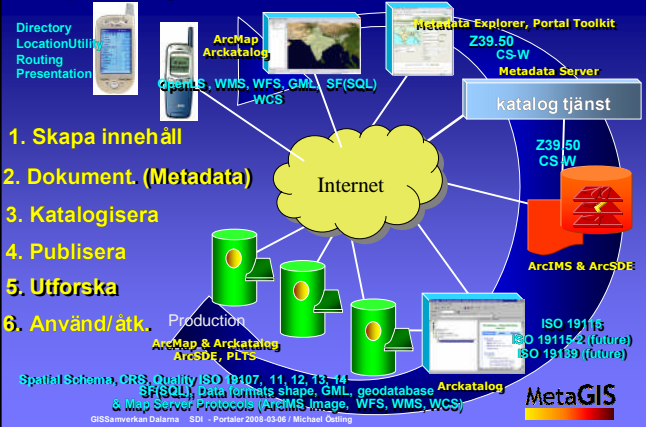 Directory
LocationUtility
Routing
Presentation
ArcMap
Arckatalog
Metadata Explorer, Portal Toolkit
Z39.50
CS-W
Metadata Server
OpenLS , WMS, WFS, GML, SF(SQL)
WCS
katalog tjänst
1. Skapa innehåll
2. Dokument. (Metadata)
3. Katalogisera
4. Publisera
5. Utforska
6. Använd/åtk.
Internet
Z39.50
CS-W
ArcIMS & ArcSDE
Production
ArcMap & Arckatalog
ArcSDE, PLTS
ISO 19115
ISO 19115-2 (future)
ISO 19139 (future)
Arckatalog
Spatial Schema, CRS, Quality ISO 19107, 11, 12, 13, 14
SF(SQL), Data formats shape, GML, geodatabase
& Map Server Protocols (ArcIMS Image, WFS, WMS, WCS)
MetaGIS
GISSamverkan Dalarna SDI - Portaler 2008-03-06 / Michael Östling